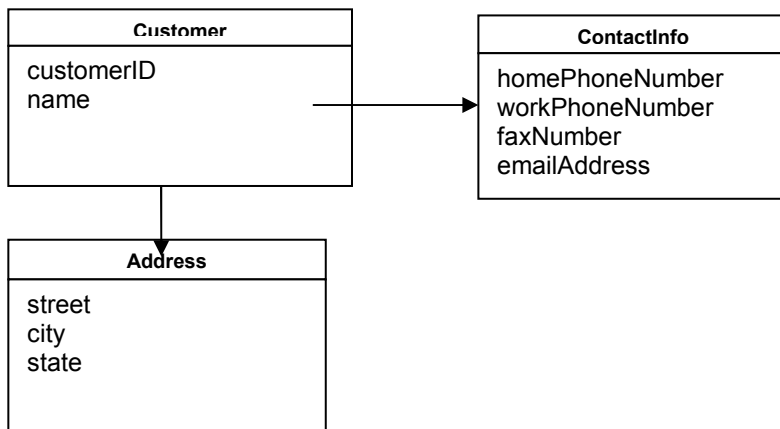 Customer
customerID
name
ContactInfo
homePhoneNumber
workPhoneNumber
faxNumber
emailAddress
Address
street
city
state